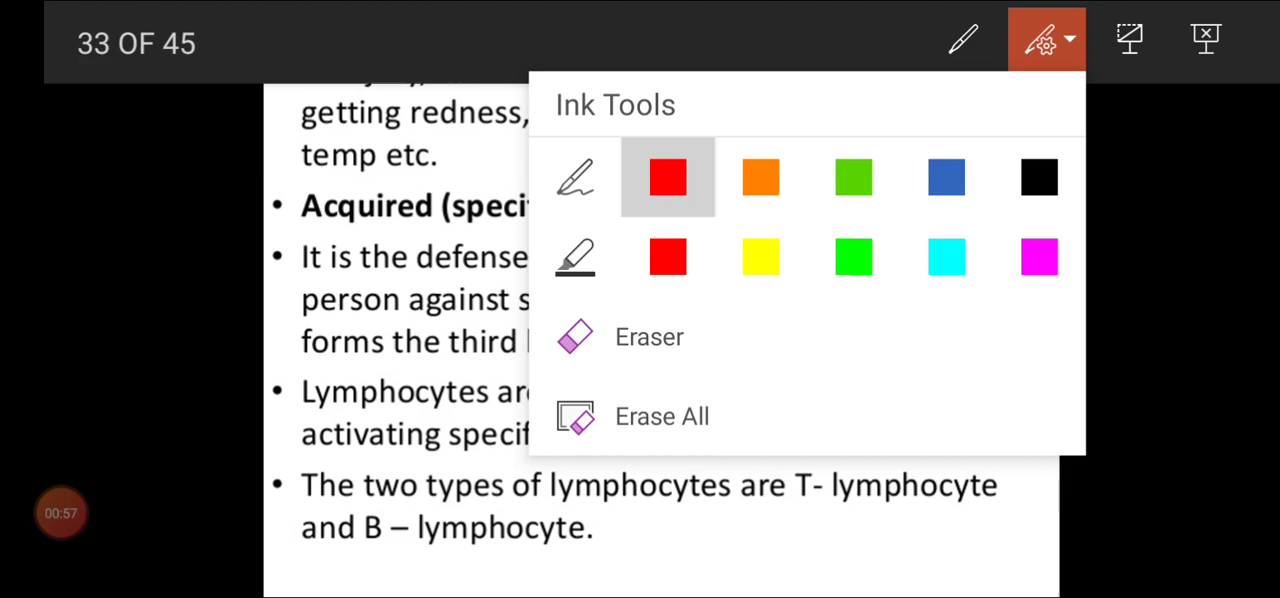 33 OF 45
Ink Tools
getting redness,
temp etc.
• Acquired (speci
• It is the defense
person against s
forms the third
• Lymphocytes are
activating specif
• The two types of lymphocytes are T- lymphocyte
and B – lymphocyte.
Eraser
Erase All
00:57